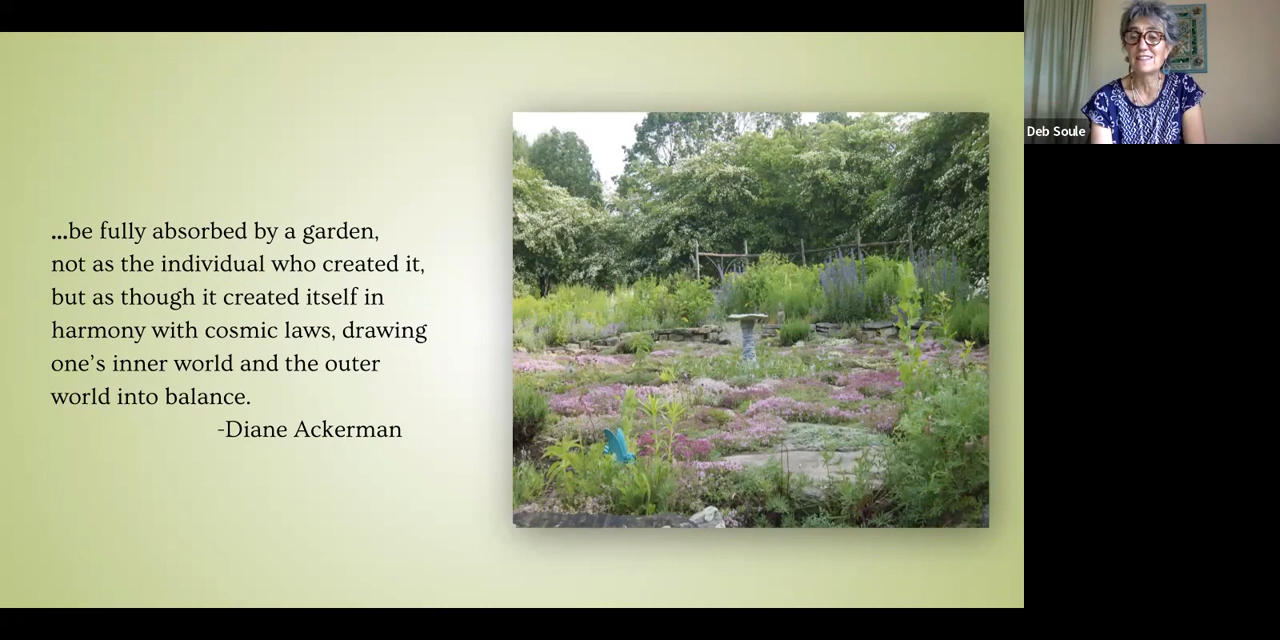 ...be fully absorbed by a garden,
not as the individual who created it,
but as though it created itself in
harmony with cosmic laws, drawing
one’s inner world and the outer
world into balance.
-Diane Ackerman
Deb Soule